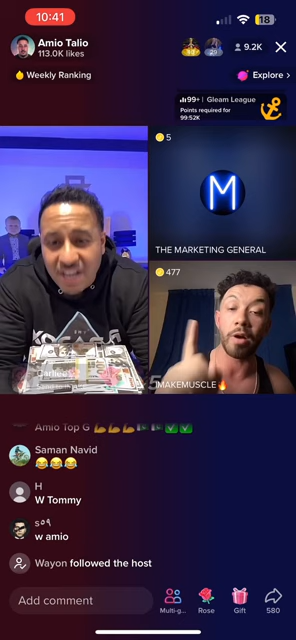 10:41
18
Amio Talio
113.0K likes
9.2K
Weekly Ranking
Explore >
99+ | Gleam League
Points required for
99:52K
5
M
THE MARKETING GENERAL
477
IMAKEMUSCLE🔥
Amio Top G 💪💪💪
Saman Navid
😂😂😂
H
W Tommy
w amio
Wayon followed the host
Add comment
Multi-g...
Rose
Gift
580